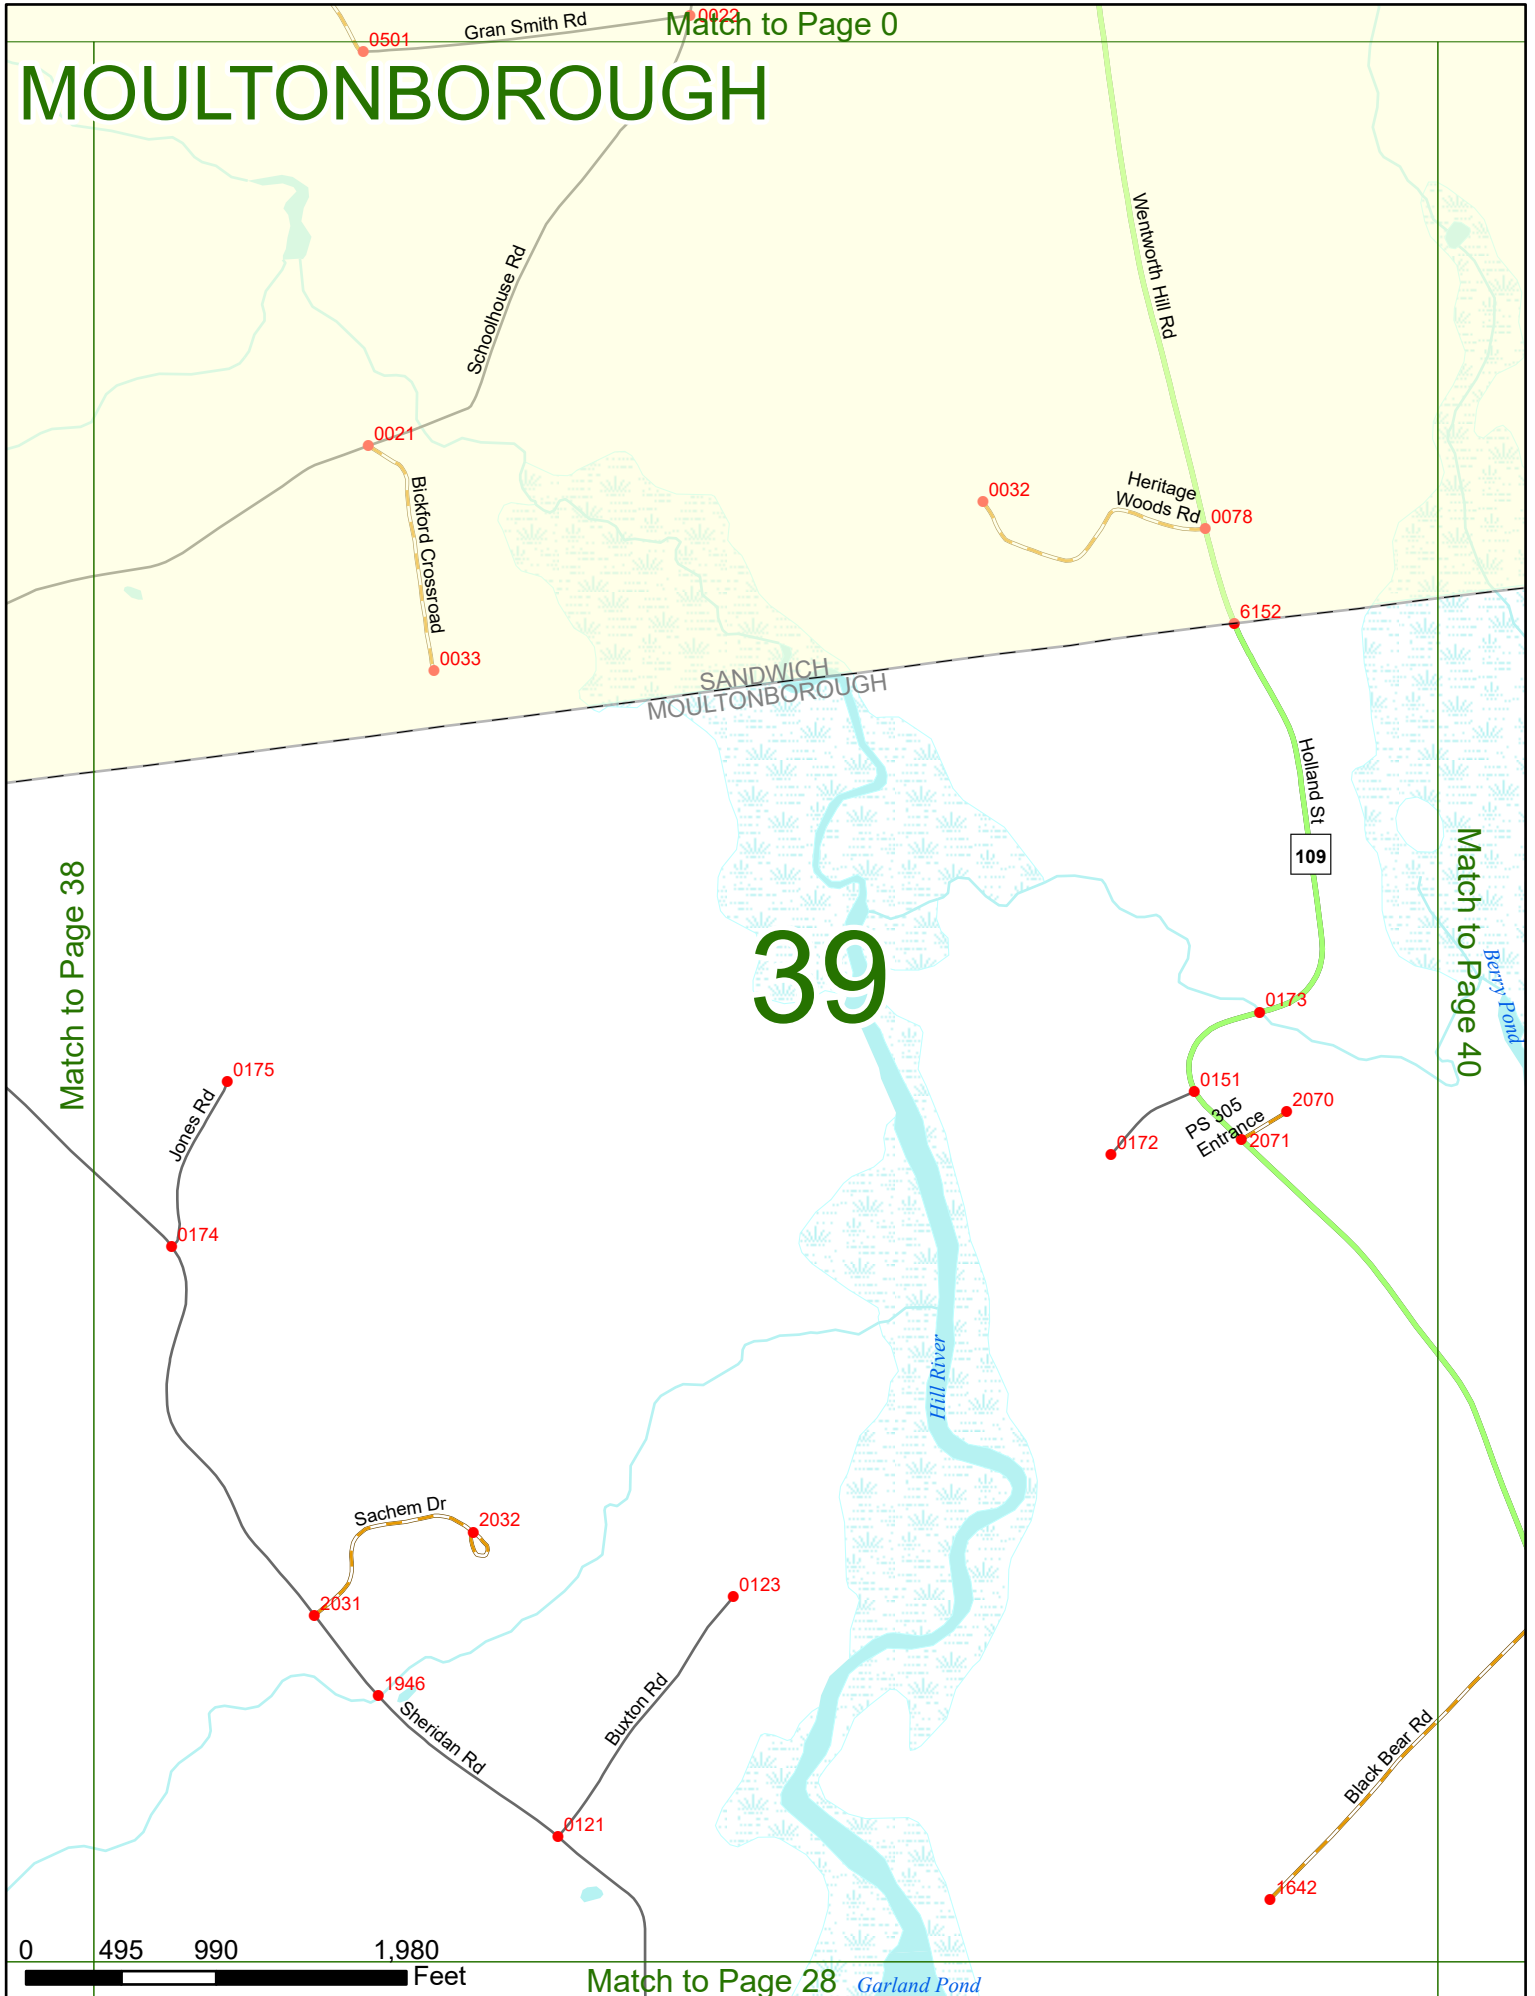 Match to Page 0
Gran Smith Rd
0022
0501
MOULTONBOROUGH
Wentworth Hill Rd
Schoolhouse Rd
0021
Bickford Crossroad
0032
Heritage
Woods Rd
0078
6152
0033
SANDWICH
MOULTONBOROUGH
Holland St
109
Match to Page 38
Match to Page 40
39
Berry Pond
0173
0175
Jones Rd
0151
2070
PS 305
Entrance
2071
0172
0174
Hill River
Sachem Dr
2032
2031
0123
1946
Sheridan Rd
Buxton Rd
Black Bear Rd
0121
1642
0 495 990 1,980
Feet
Match to Page 28
Garland Pond